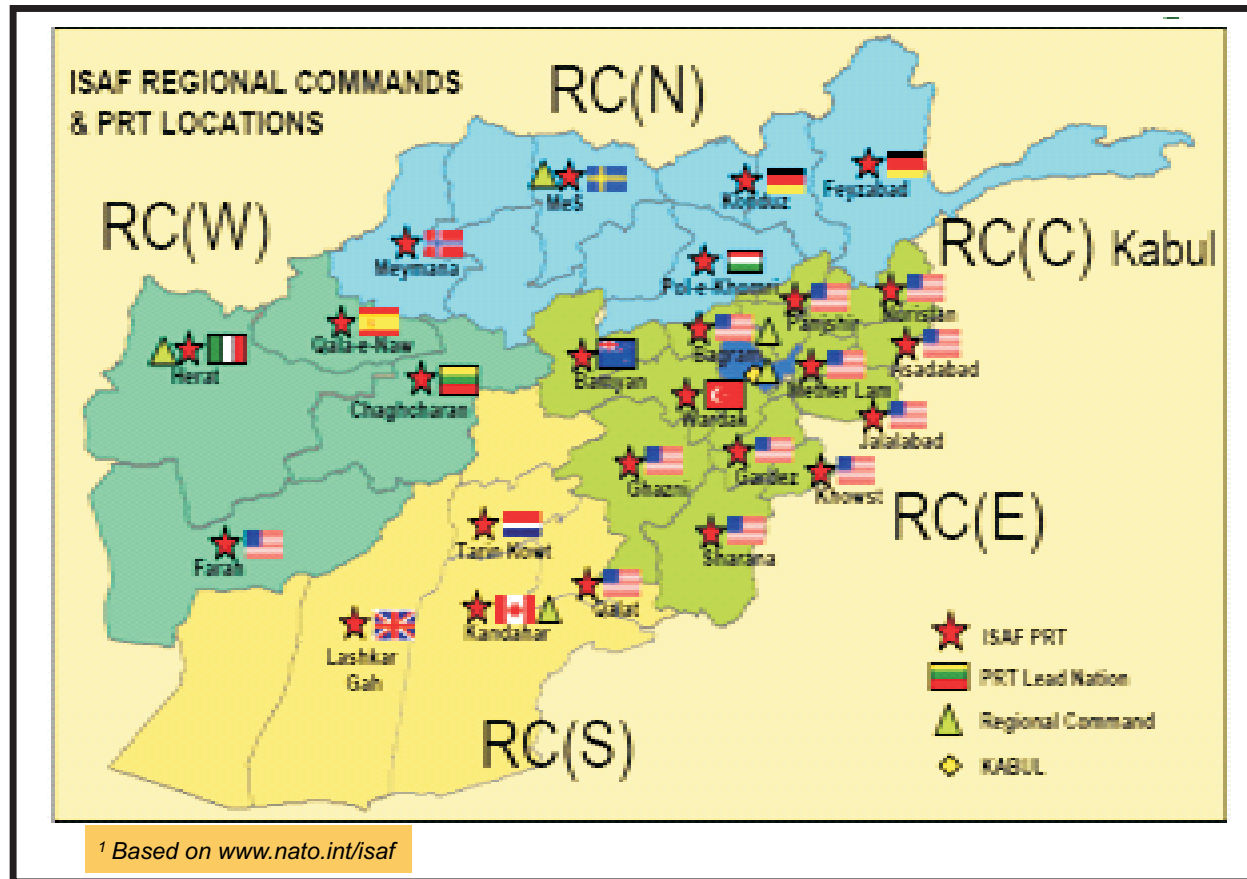 ISAF REGIONAL COMMANDS
& PRT LOCATIONS
RC(N)
RC(W)
RC(C) Kabul
MeS
Konduz
Feyzabad
Meymana
Pol-e-Khomri
Panjshir
Nuristan
Qala-e-Naw
Herat
Bagram
Asadabad
Bamyan
Mether Lam
Chaghcharan
Wardak
Jalalabad
Ghazni
Gardez
Khowst
RC(E)
Tarin-Kowt
Sharana
Farah
Qalat
Kandahar
Lashkar
Gah
RC(S)
ISAF PRT
PRT Lead Nation
Regional Command
KABUL
¹ Based on www.nato.int/isaf